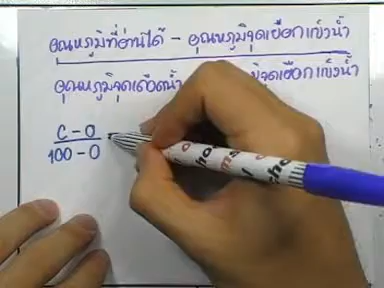 อุณหภูมิที่อ่านได้ - อุณหภูมิจุดเยือกแข็งน้ำ
อุณหภูมิจุดเดือดน้ำ จุดเยือกแข็งน้ำ
C - 0
100 - 0